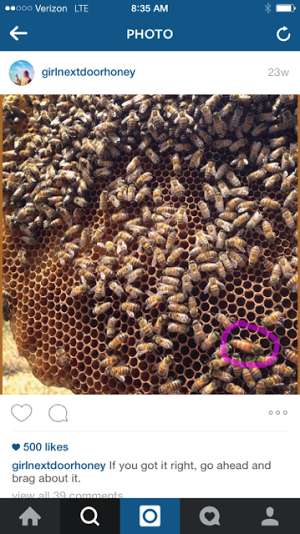 Verizon LTE 8:35 AM
PHOTO
girlnextdoorhoney 23w
500 likes
girlnextdoorhoney If you got it right, go ahead and
brag about it.
view all 39 comments